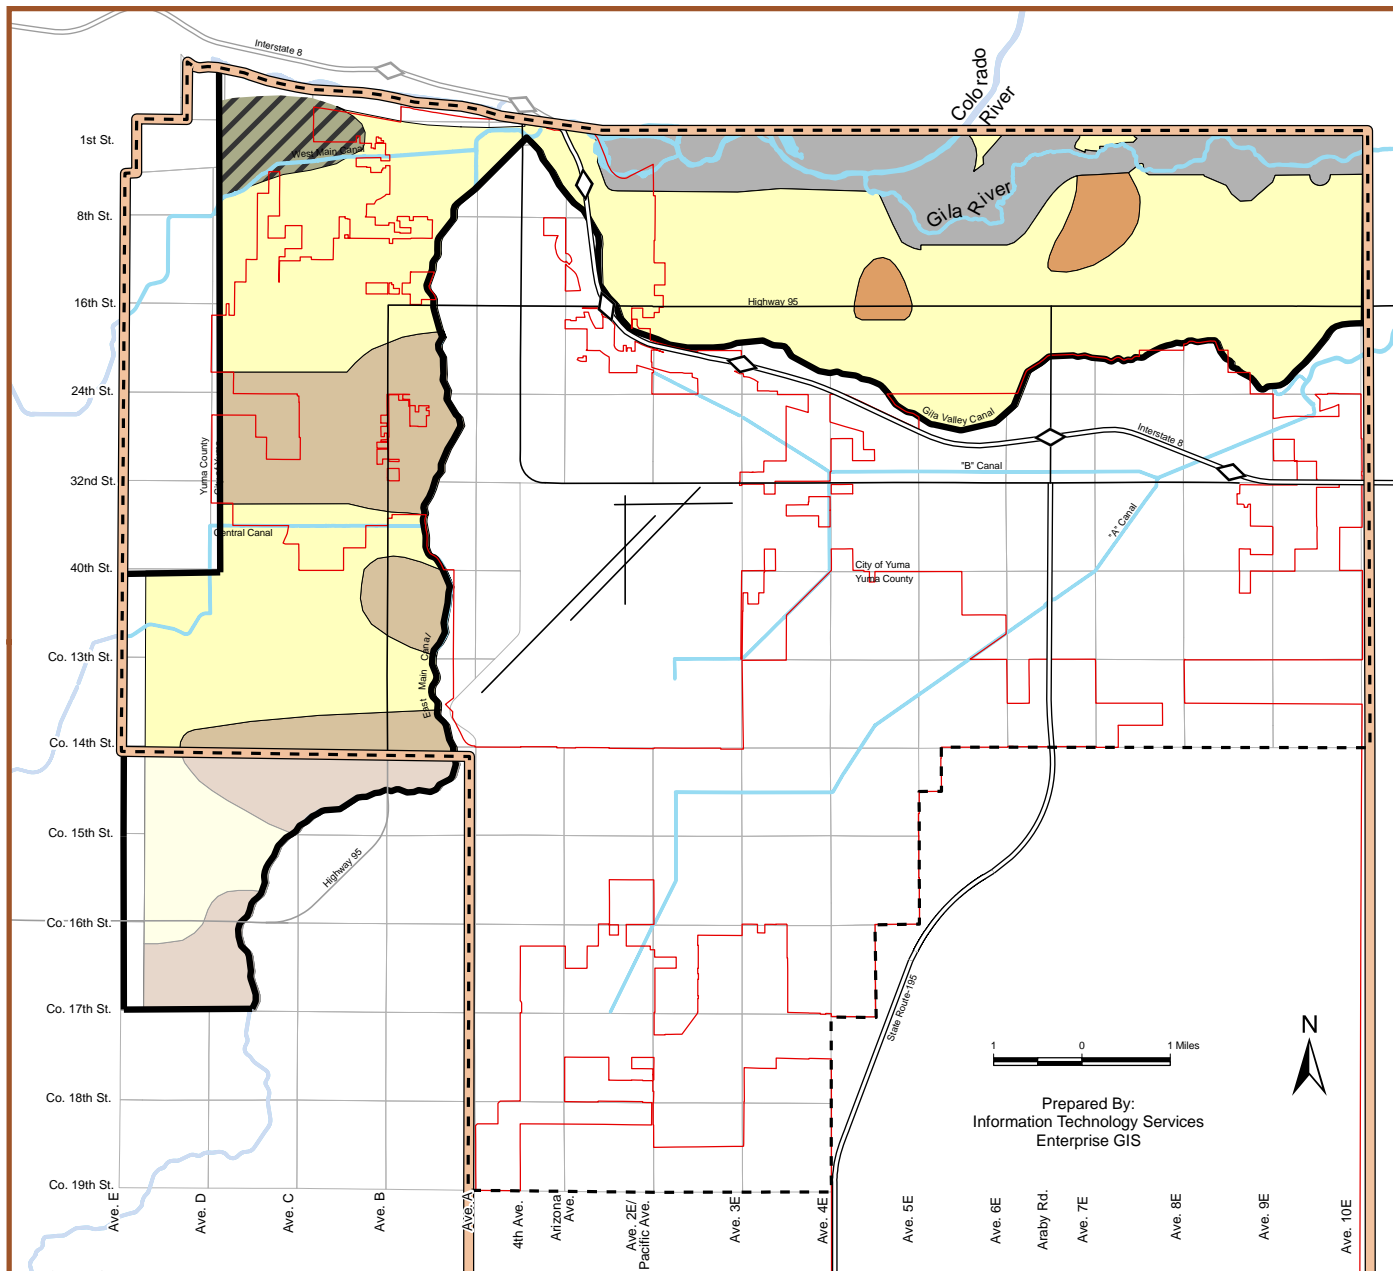 Interstate 8
Colorado
River
1st St.
West Main Canal
8th St.
Gila River
16th St.
Highway 95
24th St.
Gila Valley Canal
Interstate 8
Yuma County
City of Yuma
"B" Canal
32nd St.
"A" Canal
Central Canal
40th St.
City of Yuma
Yuma County
Co. 13th St.
East Main Canal
Co. 14th St.
Co. 15th St.
Highway 95
Co. 16th St.
State Route-195
Co. 17th St.
N
1 0 1 Miles
Co. 18th St.
Prepared By:
Information Technology Services
Enterprise GIS
Co. 19th St.
Ave. E
Ave. D
Ave. C
Ave. B
Ave. A
4th Ave.
Arizona
Ave.
Ave. 2E/
Pacific Ave.
Ave. 3E
Ave. 4E
Ave. 5E
Ave. 6E
Araby Rd.
Ave. 7E
Ave. 8E
Ave. 9E
Ave. 10E